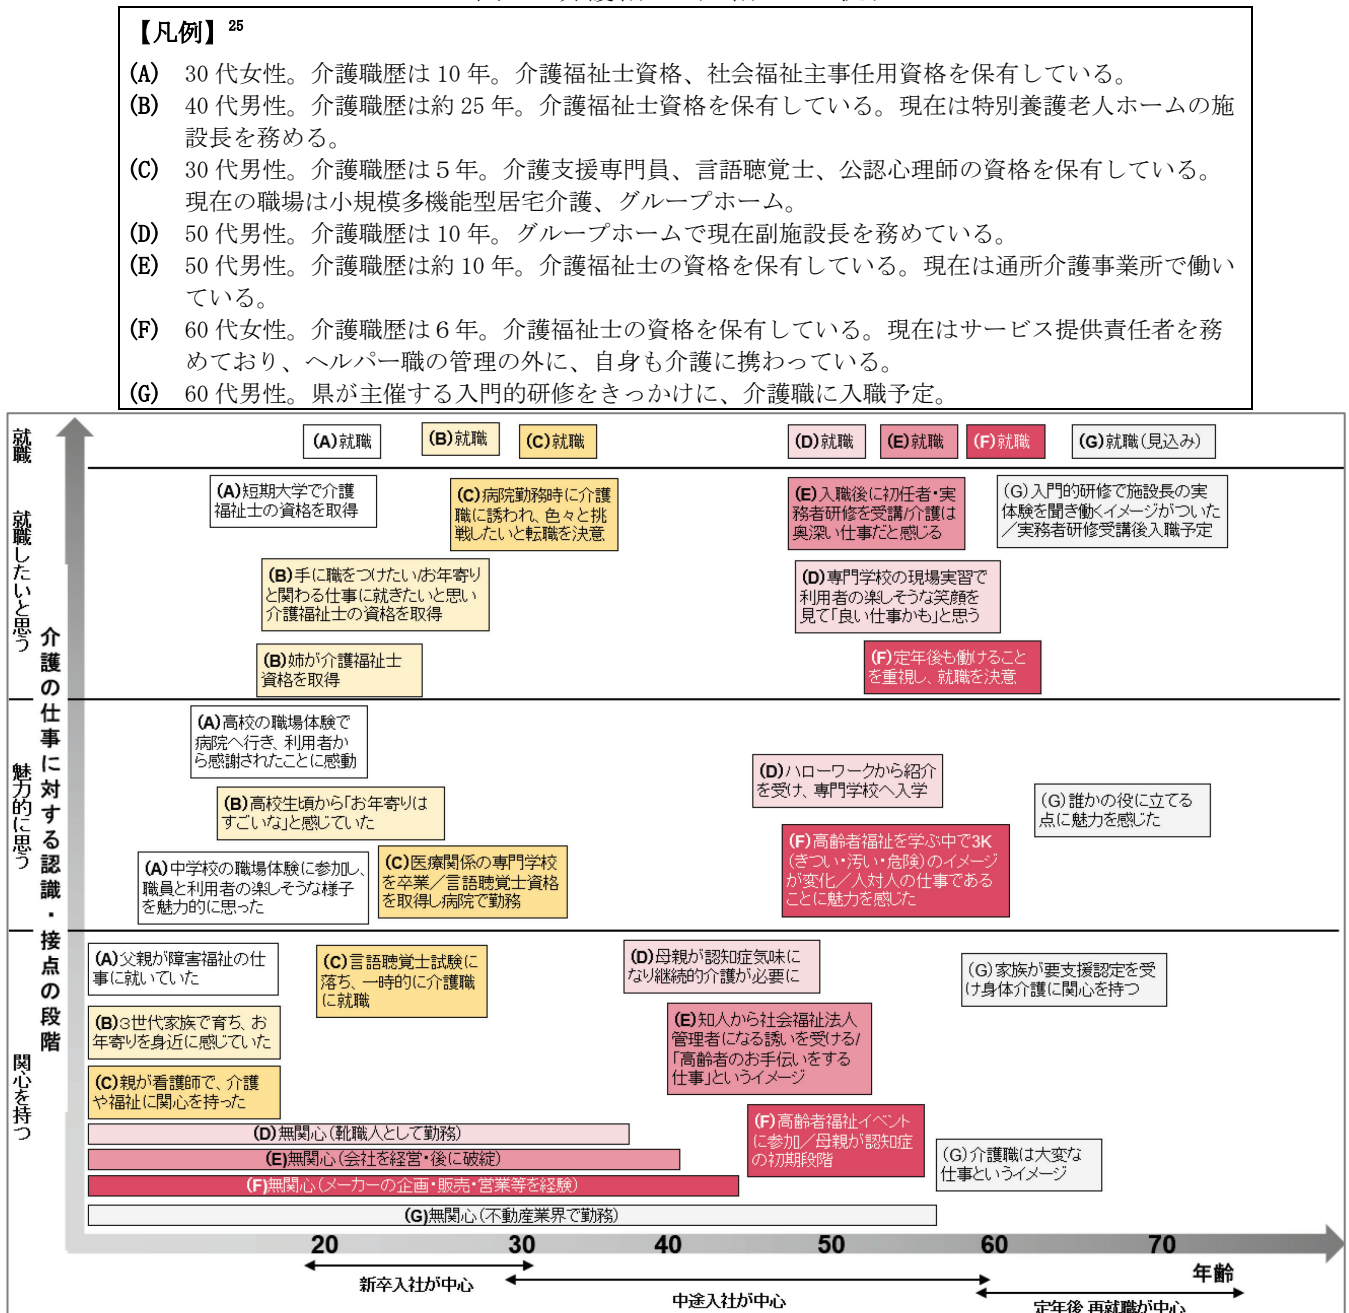 【凡例】25
(A) 30代女性。介護職歴は10年。介護福祉士資格、社会福祉主事任用資格を保有している。
(B) 40代男性。介護職歴は約25年。介護福祉士資格を保有している。現在は特別養護老人ホームの施
設長を務める。
(C) 30代男性。介護職歴は5年。介護支援専門員、言語聴覚士、公認心理師の資格を保有している。
現在の職場は小規模多機能型居宅介護、グループホーム。
(D) 50代男性。介護職歴は10年。グループホームで現在副施設長を務めている。
(E) 50代男性。介護職歴は約10年。介護福祉士の資格を保有している。現在は通所介護事業所で働い
ている。
(F) 60代女性。介護職歴は6年。介護福祉士の資格を保有している。現在はサービス提供責任者を務
めており、ヘルパー職の管理の外に、自身も介護に携わっている。
(G) 60代男性。県が主催する入門的研修をきっかけに、介護職に入職予定。
介護の仕事に対する認識・接点の段階
就職
(A)就職
(B)就職
(C)就職
(D)就職
(E)就職
(F)就職
(G)就職(見込み)
就職したいと思う
(A)短期大学で介護
福祉士の資格を取得
(C)病院勤務時に介護
職に誘われ、色々と挑
戦したいと転職を決意
(E)入職後に初任者・実
務者研修を受講/介護は
奥深い仕事だと感じる
(G)入門的研修で施設長の実
体験を聞き働くイメージがついた
／実務者研修受講後入職予定
(B)手に職をつけたい/お年寄り
と関わる仕事に就きたいと思い
介護福祉士の資格を取得
(D)専門学校の現場実習で
利用者の楽しそうな笑顔を
見て「良い仕事かも」と思う
(B)姉が介護福祉士
資格を取得
(F)定年後も働けること
を重視し、就職を決意
魅力的に思う
(A)高校の職場体験で
病院へ行き、利用者か
ら感謝されたことに感動
(D)ハローワークから紹介
を受け、専門学校へ入学
(B)高校生頃から「お年寄りは
すごいな」と感じていた
(G)誰かの役に立てる
点に魅力を感じた
(F)高齢者福祉を学ぶ中で3K
(きつい・汚い・危険)のイメージ
が変化／人対人の仕事である
ことに魅力を感じた
(A)中学校の職場体験に参加し、
職員と利用者の楽しそうな様子
を魅力的に思った
(C)医療関係の専門学校
を卒業／言語聴覚士資格
を取得し病院で勤務
関心を持つ
(A)父親が障害福祉の仕
事に就いていた
(C)言語聴覚士試験に
落ち、一時的に介護職
に就職
(D)母親が認知症気味に
なり継続的介護が必要に
(G)家族が要支援認定を受
け身体介護に関心を持つ
(B)3世代家族で育ち、お
年寄りを身近に感じていた
(E)知人から社会福祉法人
管理者になる誘いを受ける/
「高齢者のお手伝いをする
仕事」というイメージ
(C)親が看護師で、介護
や福祉に関心を持った
(F)高齢者福祉イベント
に参加／母親が認知症
の初期段階
(G)介護職は大変な
仕事というイメージ
(D)無関心(靴職人として勤務)
(E)無関心(会社を経営・後に破綻)
(F)無関心(メーカーの企画・販売・営業等を経験)
(G)無関心(不動産業界で勤務)
20 30 40 50 60 70
年齢
新卒入社が中心
中途入社が中心
定年後再就職が中心